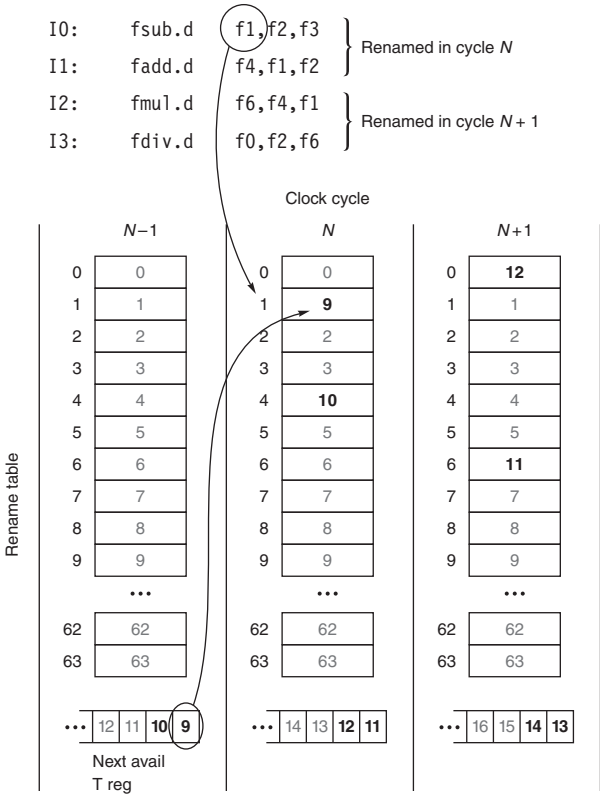 I0: fsub.d f1,f2,f3
I1: fadd.d f4,f1,f2
Renamed in cycle N
I2: fmul.d f6,f4,f1
I3: fdiv.d f0,f2,f6
Renamed in cycle N + 1
Clock cycle
N–1 N N+1
Rename table
0 0 0 0 0 12
1 1 1 9 1 1
2 2 2 2 2 2
3 3 3 3 3 3
4 4 4 10 4 4
5 5 5 5 5 5
6 6 6 6 6 11
7 7 7 7 7 7
8 8 8 8 8 8
9 9 9 9 9 9
••• ••• •••
62 62 62 62 62 62
63 63 63 63 63 63
••• 12 11 10 9 ••• 14 13 12 11 ••• 16 15 14 13
Next avail
T reg